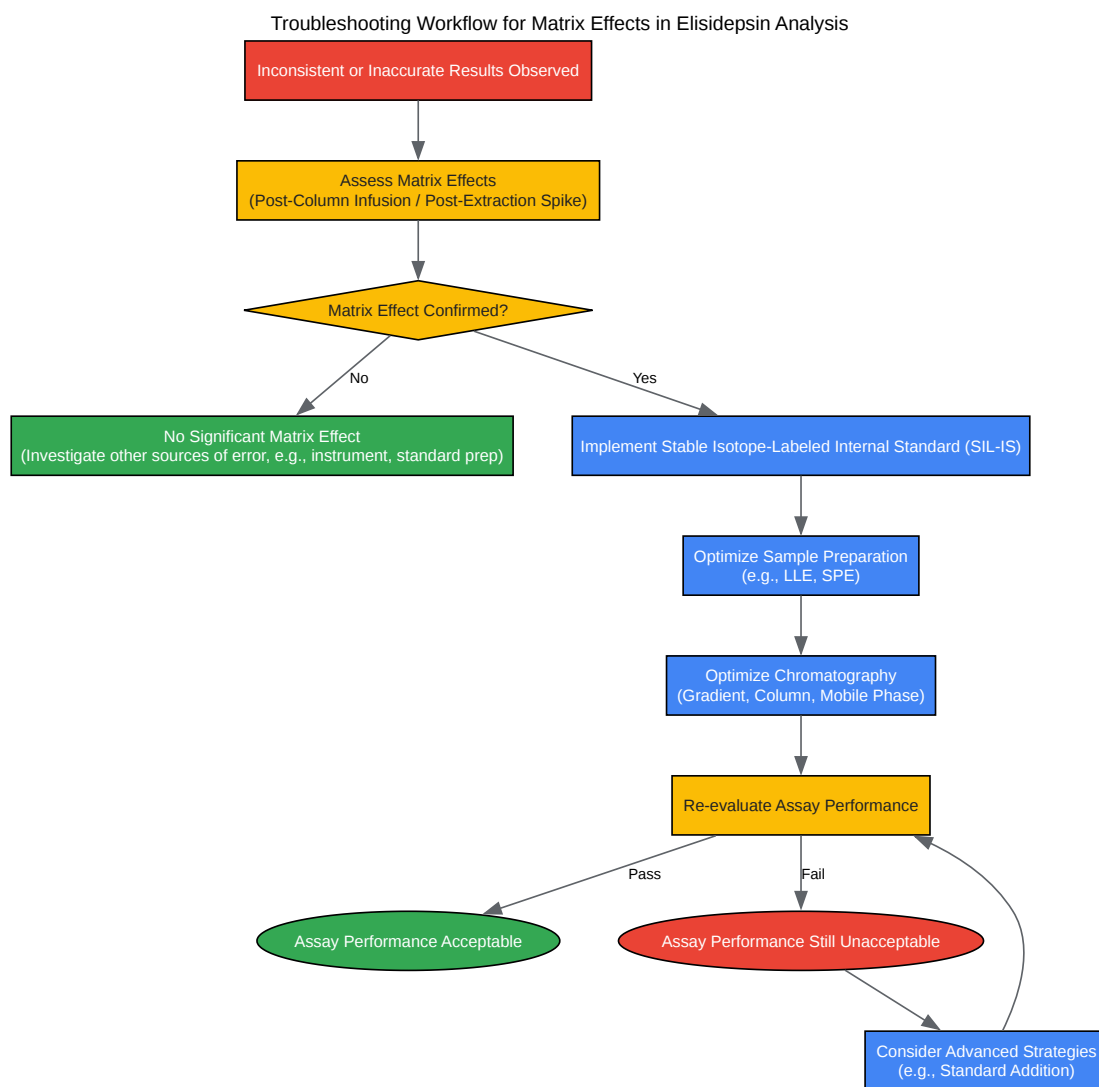 Troubleshooting Workflow for Matrix Effects in Elisidepsin Analysis
Inconsistent or Inaccurate Results Observed
Assess Matrix Effects
(Post-Column Infusion / Post-Extraction Spike)
Matrix Effect Confirmed?
No
Yes
No Significant Matrix Effect
(Investigate other sources of error, e.g., instrument, standard prep)
Implement Stable Isotope-Labeled Internal Standard (SIL-IS)
Optimize Sample Preparation
(e.g., LLE, SPE)
Optimize Chromatography
(Gradient, Column, Mobile Phase)
Re-evaluate Assay Performance
Pass
Fail
Assay Performance Acceptable
Assay Performance Still Unacceptable
Consider Advanced Strategies
(e.g., Standard Addition)